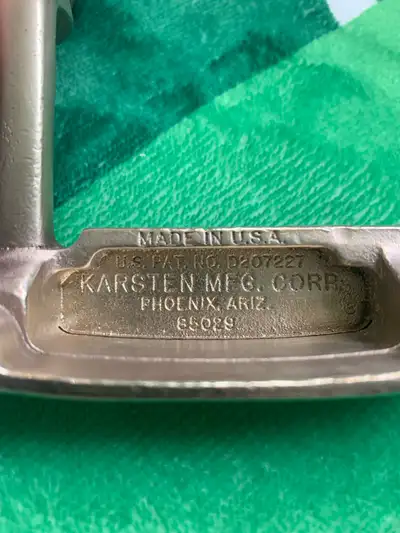 MADE IN U.S.A.
U.S. PAT. NO. D207227
KARSTEN MFG. CORP.
PHOENIX, ARIZ.
85029